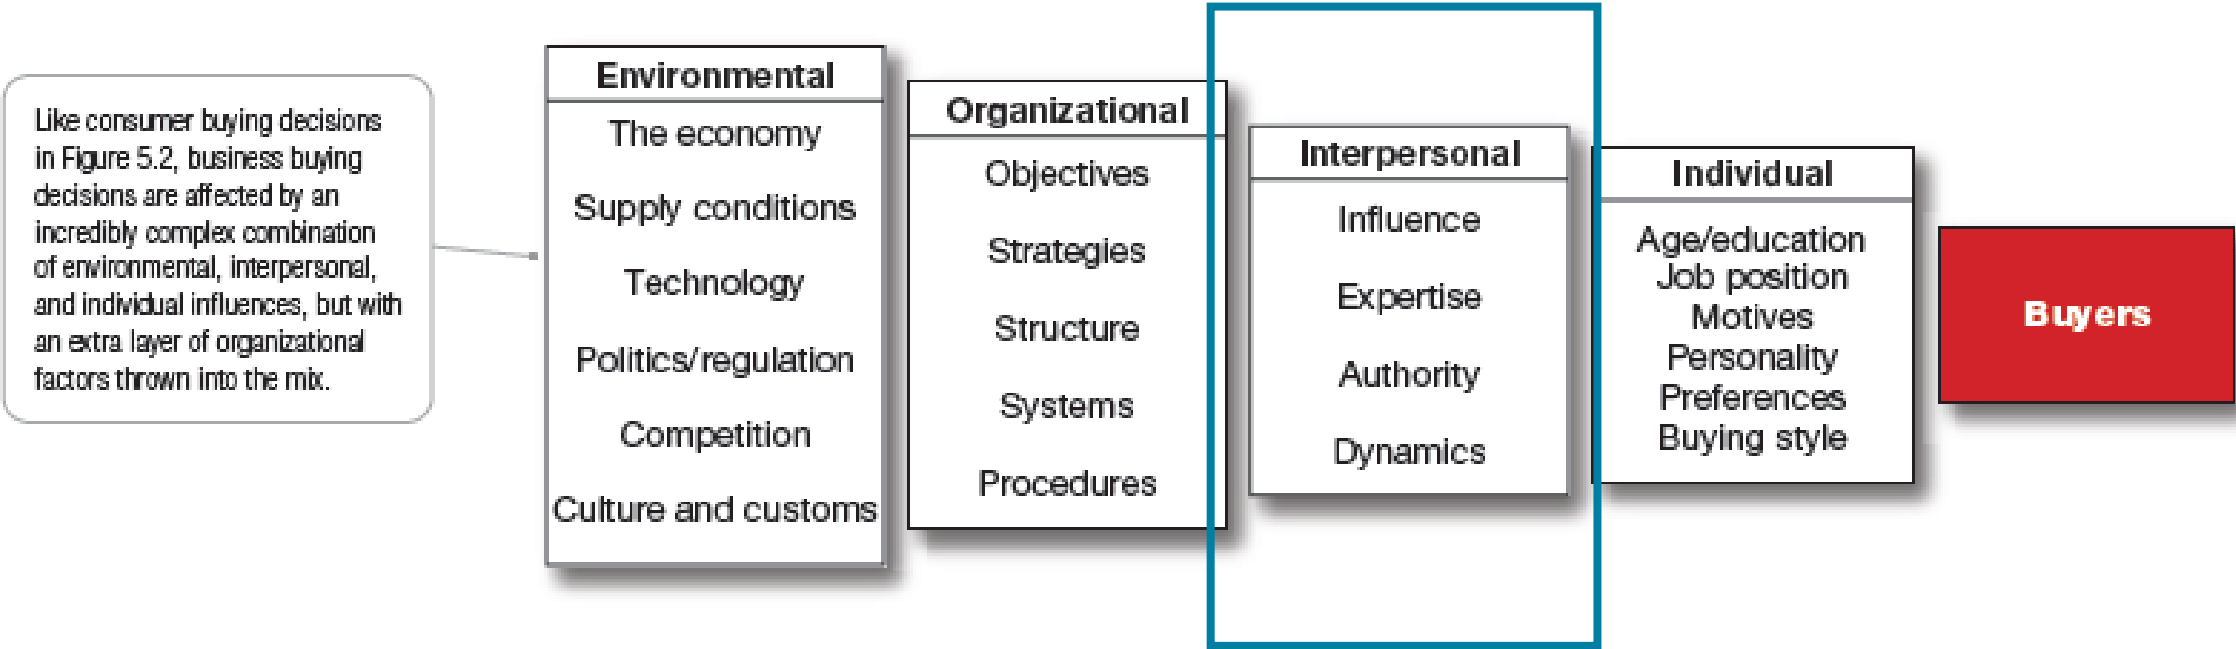 Like consumer buying decisions
in Figure 5.2, business buying
decisions are affected by an
incredibly complex combination
of environmental, interpersonal,
and individual influences, but with
an extra layer of organizational
factors thrown into the mix.
Environmental
The economy
Supply conditions
Technology
Politics/regulation
Competition
Culture and customs
Organizational
Objectives
Strategies
Structure
Systems
Procedures
Interpersonal
Influence
Expertise
Authority
Dynamics
Individual
Age/education
Job position
Motives
Personality
Preferences
Buying style
Buyers